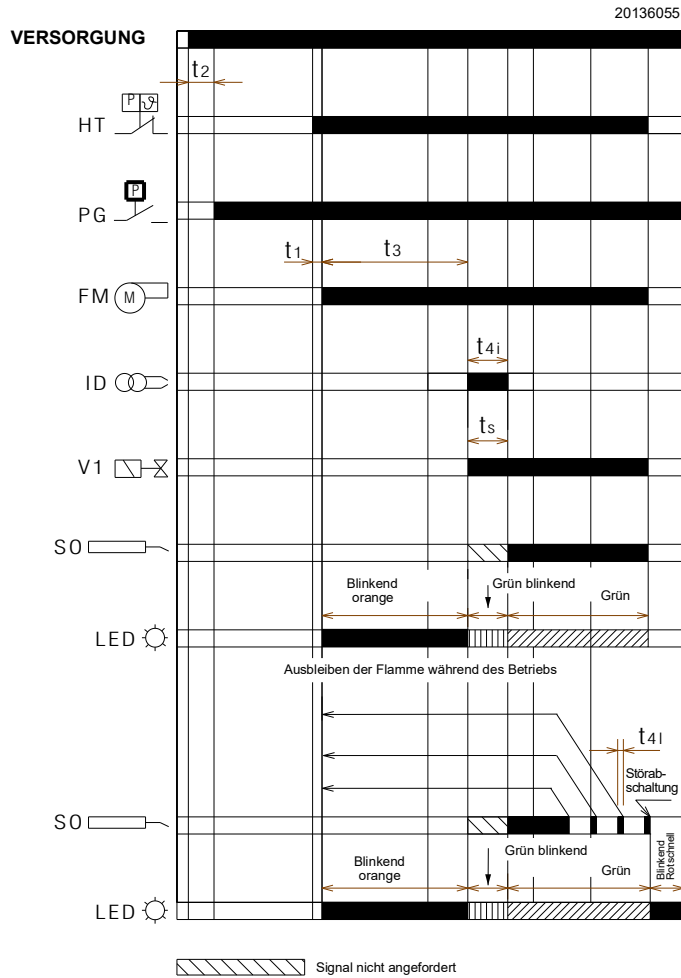 20136055
VERSORGUNG
t2
P ϑ
HT
P
PG
t1
t3
FM
M
t4i
ID
ts
V1
SO
Blinkend
orange
Grün blinkend
Grün
LED
Ausbleiben der Flamme während des Betriebs
t4l
Störab-
schaltung
SO
Blinkend
orange
Grün blinkend
Grün
Blinkend
Rotschnell
LED
Signal nicht angefordert